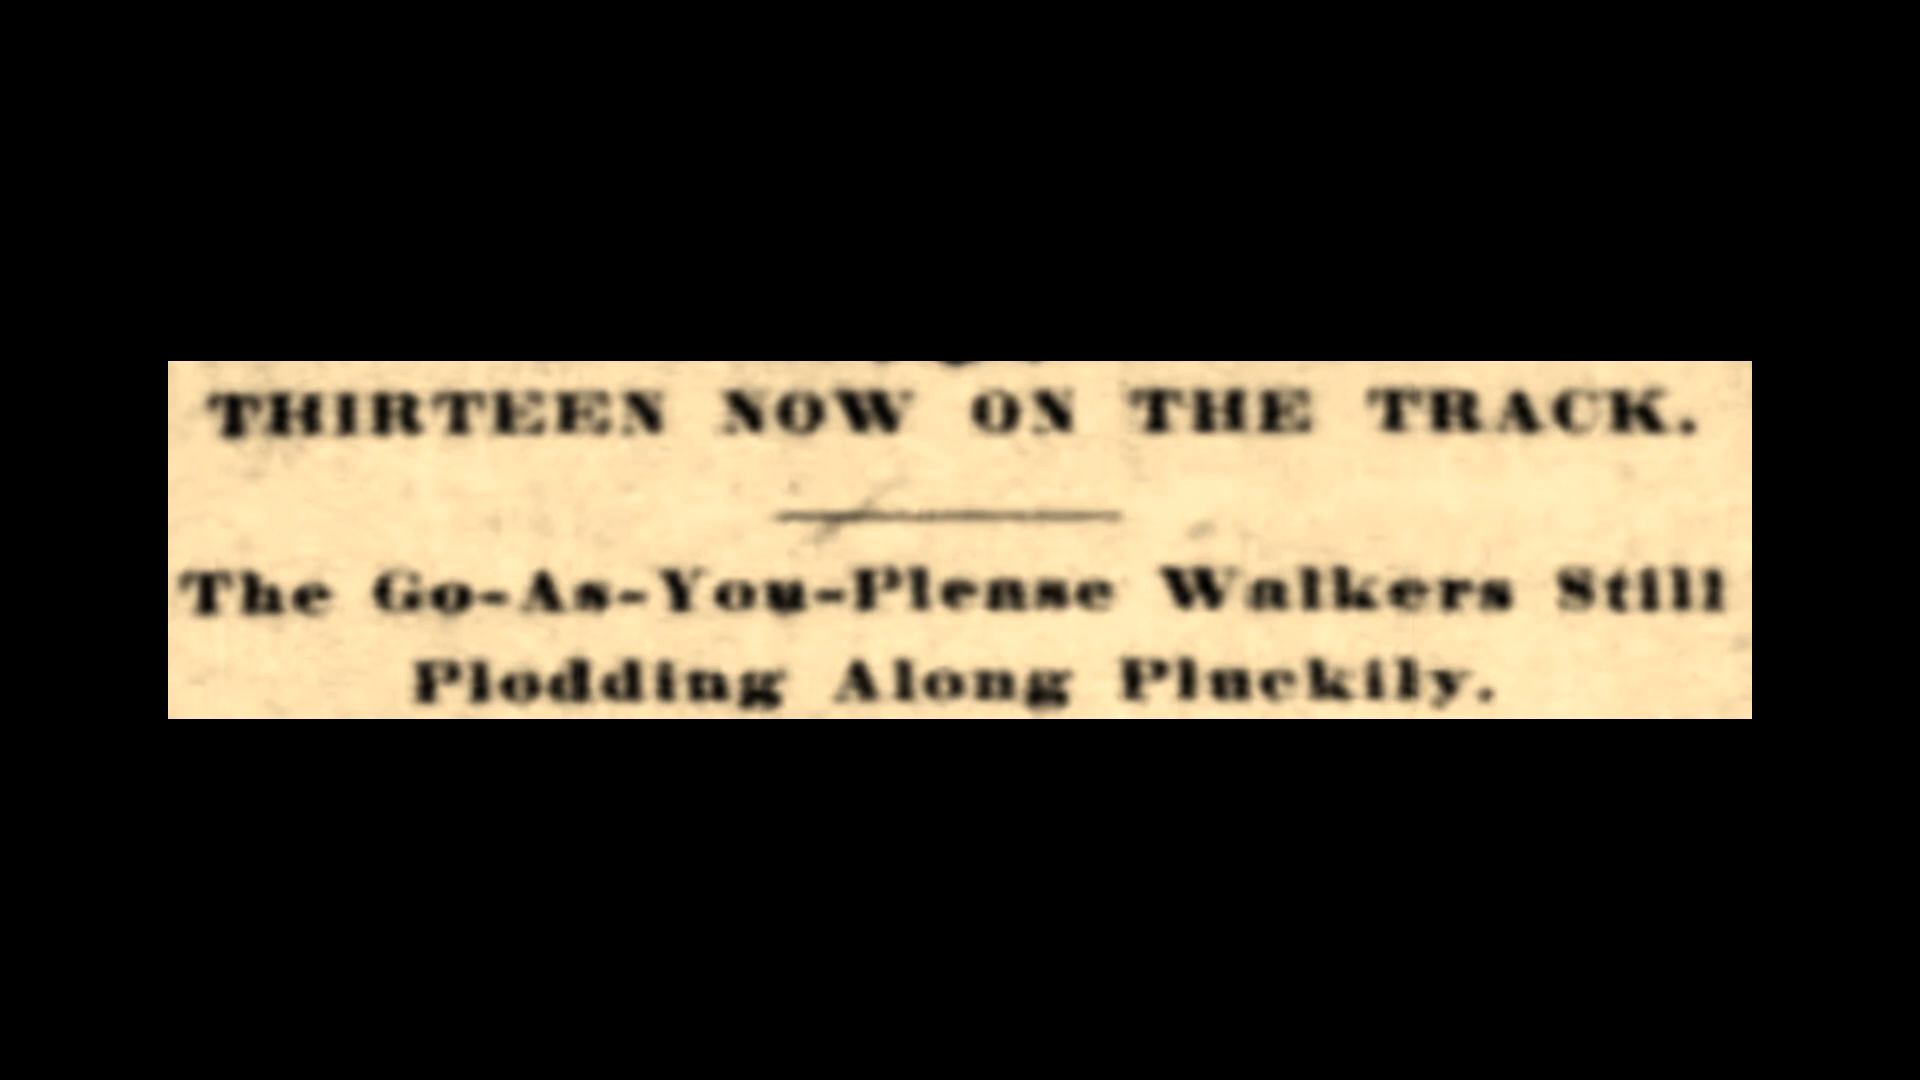 THIRTEEN NOW ON THE TRACK.
The Go-As-You-Please Walkers Still
Plodding Along Pluckily.